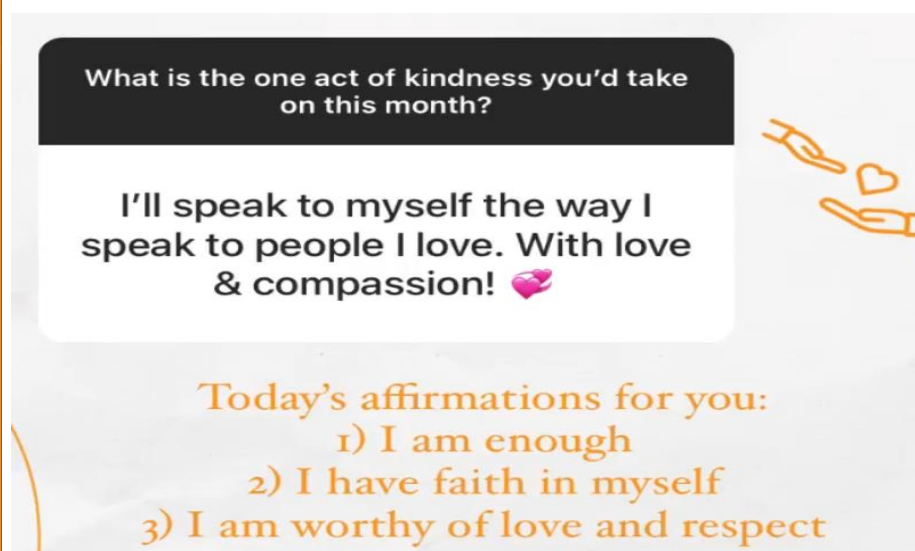 What is the one act of kindness you’d take
on this month?
I’ll speak to myself the way I
speak to people I love. With love
& compassion! 💞
Today’s affirmations for you:
1) I am enough
2) I have faith in myself
3) I am worthy of love and respect